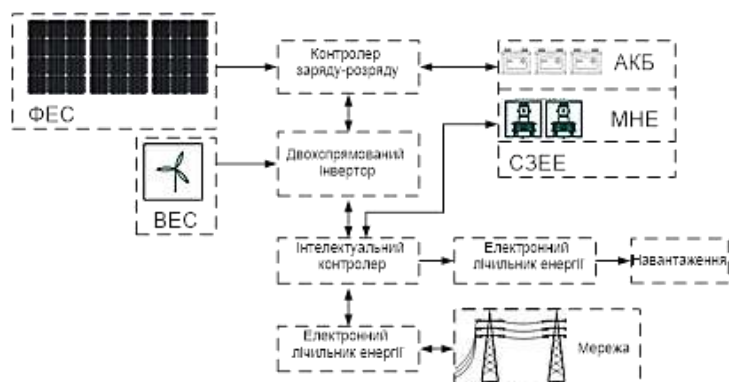 Контролер
заряду-розряду
АКБ
ФЕС
МНЕ
Двохспрямований
інвертор
СЗЕЕ
ВЕС
Інтелектуальний
контролер
Електронний
лічильник енергії
Навантаження
Електронний
лічильник енергії
Мережа